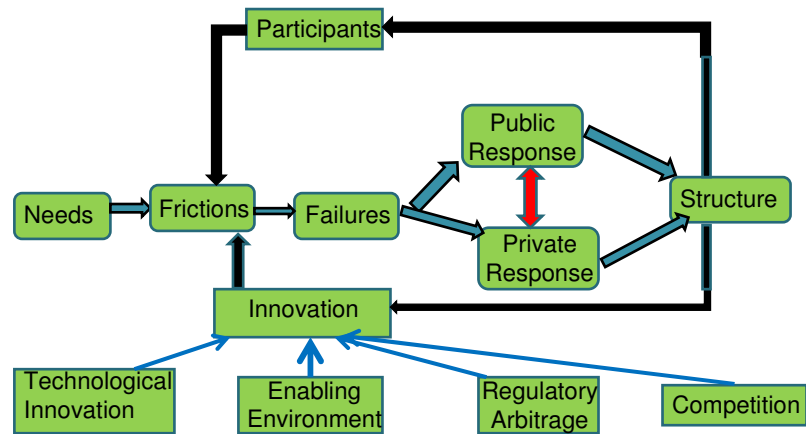 Participants
Public
Response
Needs
Frictions
Failures
Structure
Private
Response
Innovation
Technological
Innovation
Enabling
Environment
Regulatory
Arbitrage
Competition